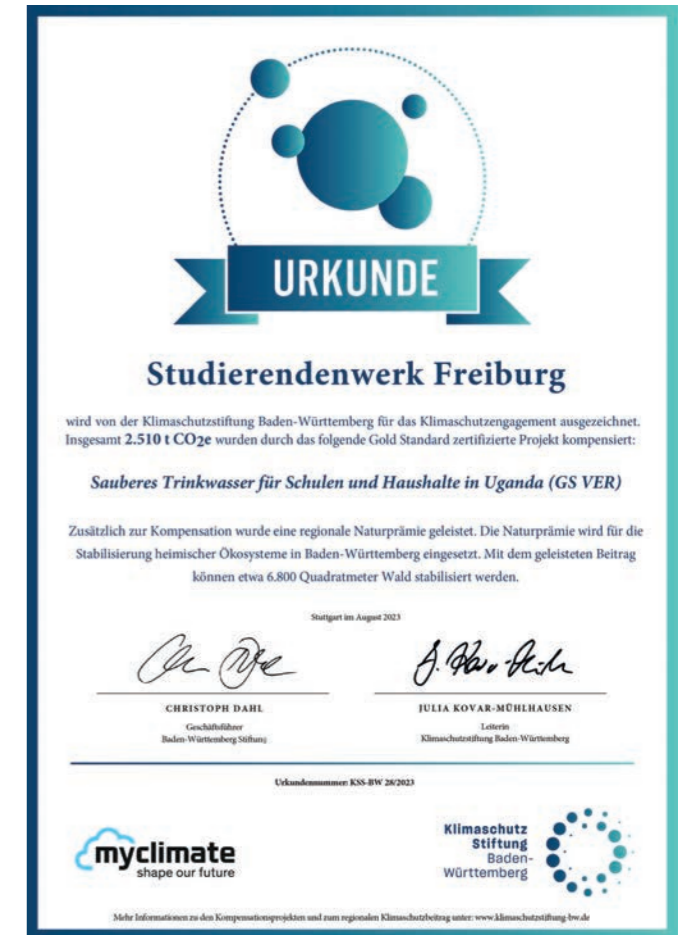 URKUNDE
Studierendenwerk Freiburg
wird von der Klimaschutzstiftung Baden-Württemberg für das Klimaschutzengagement ausgezeichnet.
Insgesamt 2.510 t CO2e wurden durch das folgende Gold Standard zertifizierte Projekt kompensiert:
Sauberes Trinkwasser für Schulen und Haushalte in Uganda (GS VER)
Zusätzlich zur Kompensation wurde eine regionale Naturprämie geleistet. Die Naturprämie wird für die
Stabilisierung heimischer Ökosysteme in Baden-Württemberg eingesetzt. Mit dem geleisteten Beitrag
können etwa 6.800 Quadratmeter Wald stabilisiert werden.
Stuttgart im August 2023
CHRISTOPH DAHL
Geschäftsführer
Baden-Württemberg Stiftung
JULIA KOVAR-MÜHLHAUSEN
Leiterin
Klimaschutzstiftung Baden-Württemberg
Urkundennummer: KSS-BW 28/2023
myclimate
shape our future
Klimaschutz
Stiftung
Baden-
Württemberg
Mehr Informationen zu den Kompensationsprojekten und zum regionalen Klimaschutzbeitrag unter: www.klimaschutzstiftung-bw.de